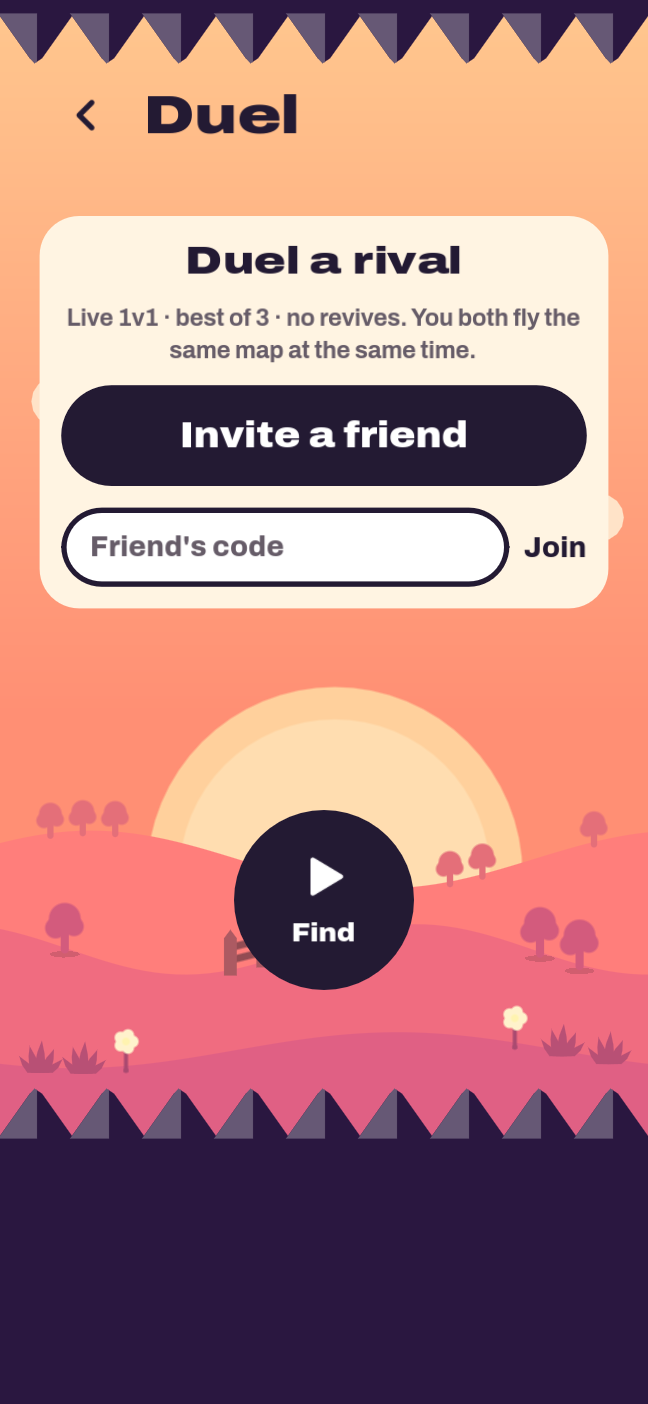 Duel
Duel a rival
Live 1v1 · best of 3 · no revives. You both fly the
same map at the same time.
Invite a friend
Friend's code
Join
Find